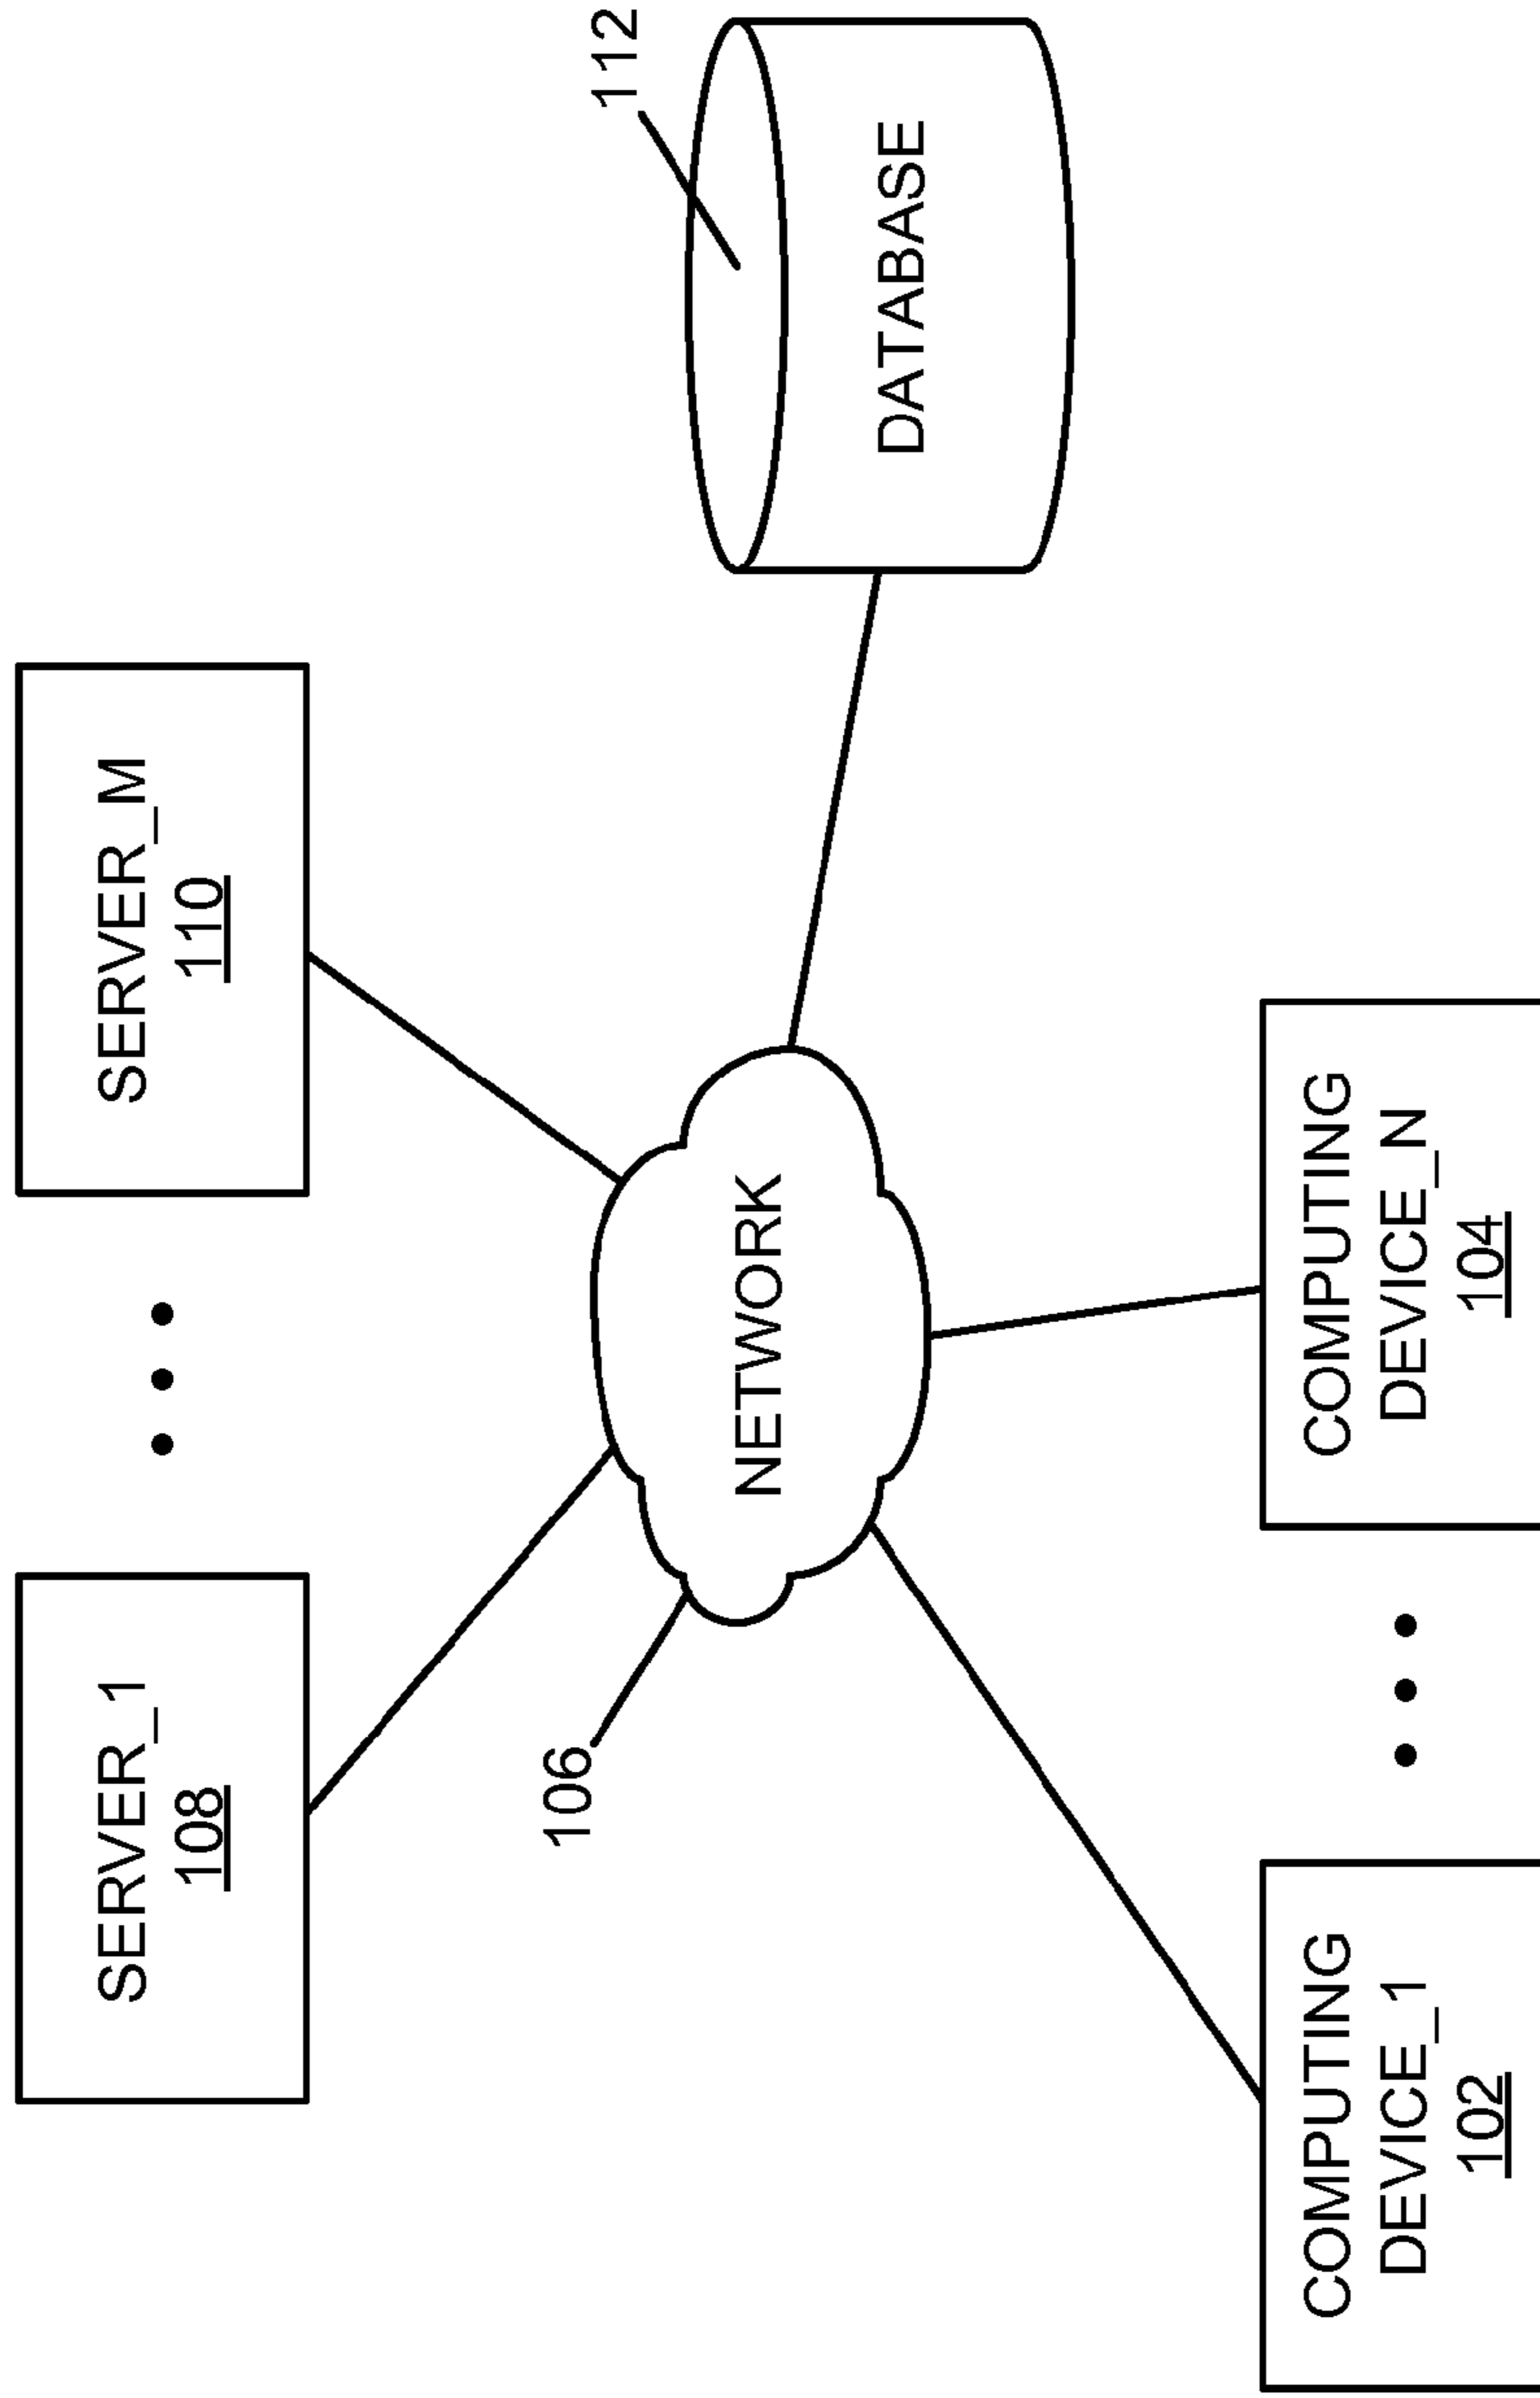 SERVER_1
108
SERVER_M
110
106
NETWORK
112
DATABASE
COMPUTING
DEVICE_1
102
COMPUTING
DEVICE_N
104